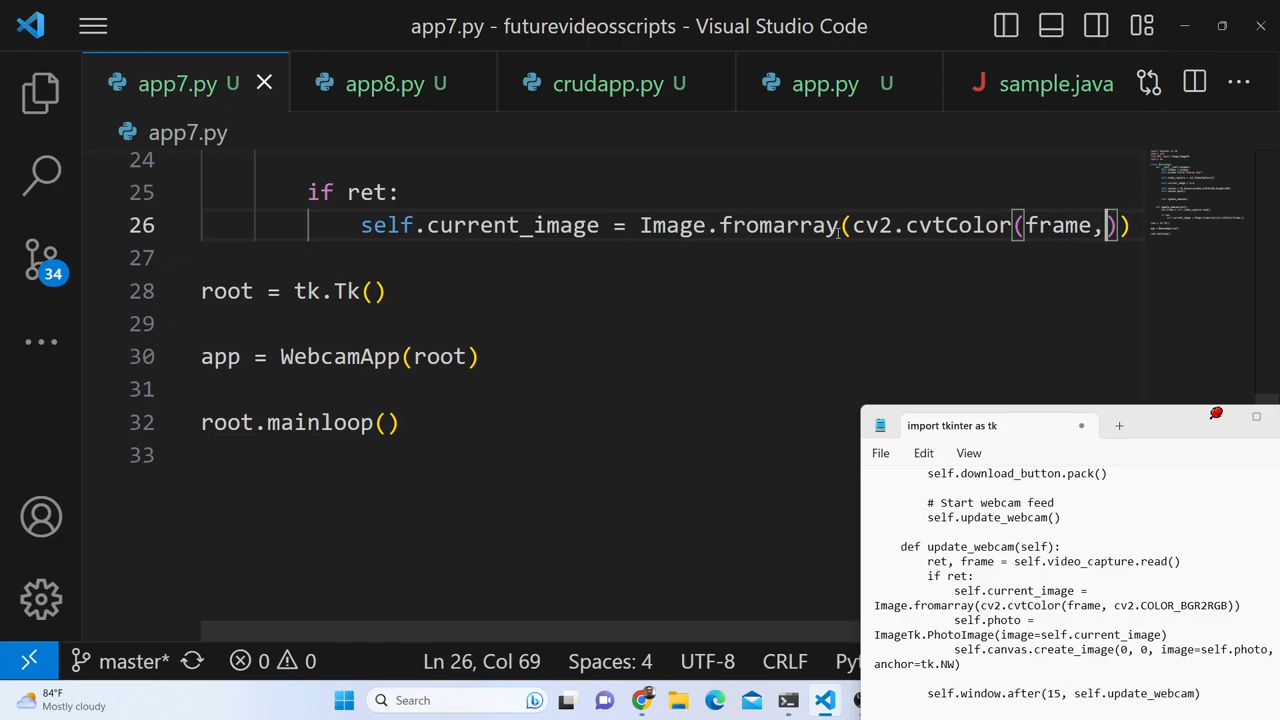 app7.py - futurevideosscripts - Visual Studio Code
app7.py U
app8.py U
crudapp.py U
app.py U
J sample.java
app7.py
24
25 if ret:
26 self.current_image = Image.fromarray(cv2.cvtColor(frame,))
27
28 root = tk.Tk()
29
30 app = WebcamApp(root)
31
32 root.mainloop()
33
34
import tkinter as tk
File Edit View
self.download_button.pack()
# Start webcam feed
self.update_webcam()
def update_webcam(self):
ret, frame = self.video_capture.read()
if ret:
self.current_image =
Image.fromarray(cv2.cvtColor(frame, cv2.COLOR_BGR2RGB))
self.photo =
ImageTk.PhotoImage(image=self.current_image)
self.canvas.create_image(0, 0, image=self.photo,
anchor=tk.NW)
self.window.after(15, self.update_webcam)
master* 0 0 Ln 26, Col 69 Spaces: 4 UTF-8 CRLF
84°F
Mostly cloudy
Search